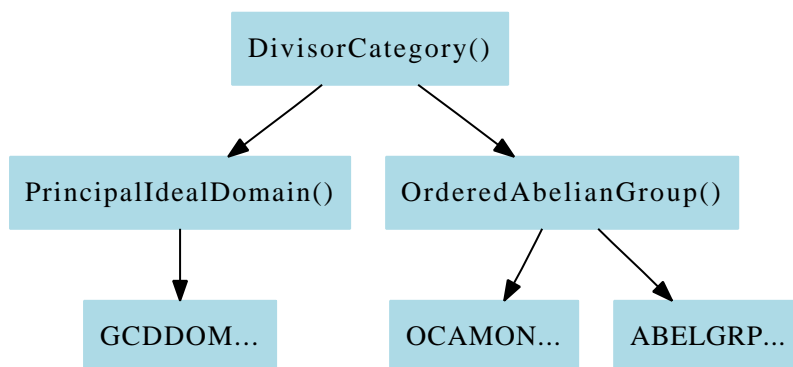 DivisorCategory()
PrincipalIdealDomain()
OrderedAbelianGroup()
GCDDOM...
OCAMON...
ABELGRP...